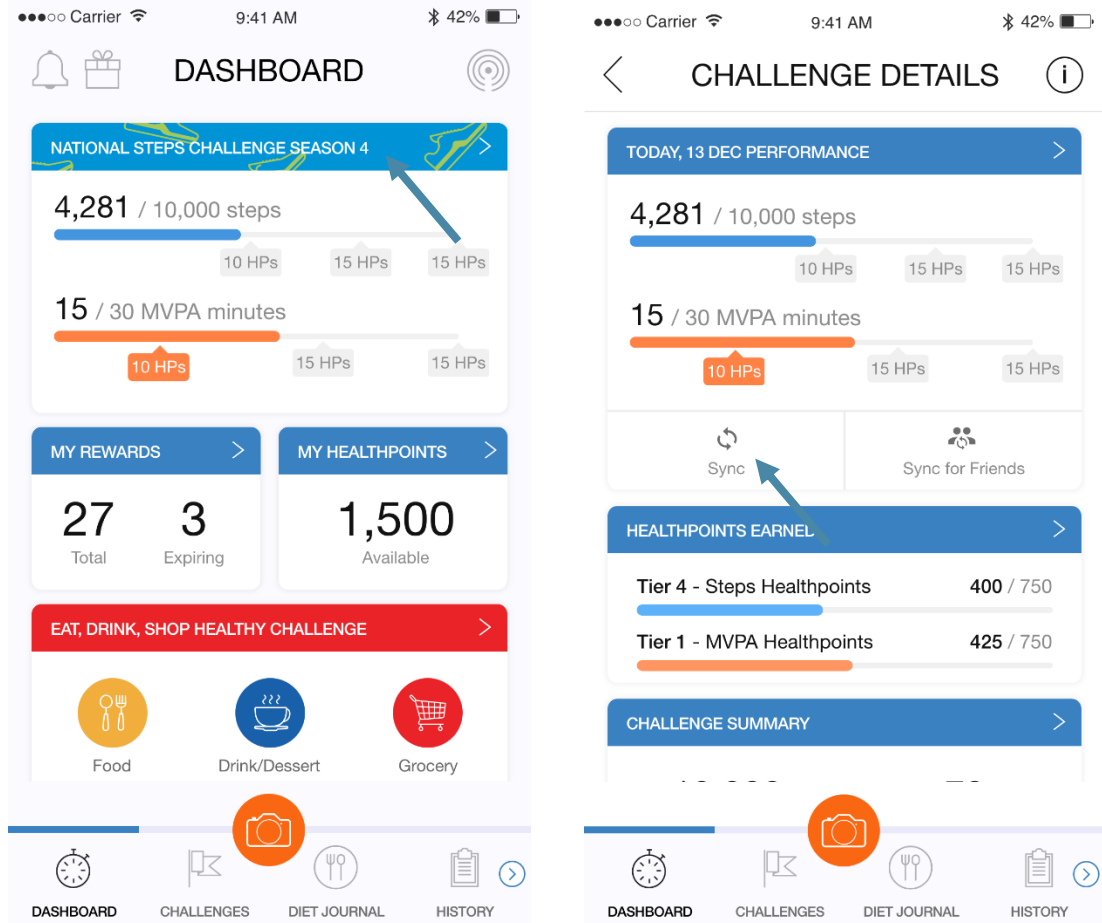 Carrier 9:41 AM 42%
DASHBOARD
NATIONAL STEPS CHALLENGE SEASON 4
4,281 / 10,000 steps
10 HPs 15 HPs 15 HPs
15 / 30 MVPA minutes
10 HPs 15 HPs 15 HPs
MY REWARDS MY HEALTHPOINTS
27 3 1,500
Total Expiring Available
EAT, DRINK, SHOP HEALTHY CHALLENGE
Food Drink/Dessert Grocery
DASHBOARD CHALLENGES DIET JOURNAL HISTORY
Carrier 9:41 AM 42%
CHALLENGE DETAILS i
TODAY, 13 DEC PERFORMANCE
4,281 / 10,000 steps
10 HPs 15 HPs 15 HPs
15 / 30 MVPA minutes
10 HPs 15 HPs 15 HPs
Sync Sync for Friends
HEALTHPOINTS EARNED
Tier 4 - Steps Healthpoints 400 / 750
Tier 1 - MVPA Healthpoints 425 / 750
CHALLENGE SUMMARY
DASHBOARD CHALLENGES DIET JOURNAL HISTORY